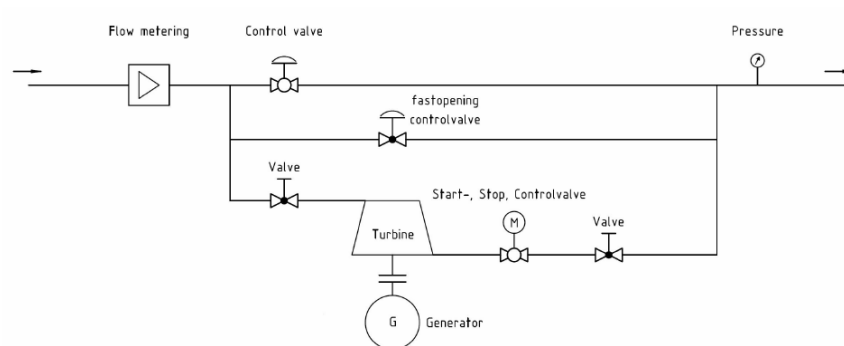 Flow metering
Control valve
Pressure
fastopening
controlvalve
Valve
Start-, Stop, Controlvalve
M
Valve
Turbine
G
Generator